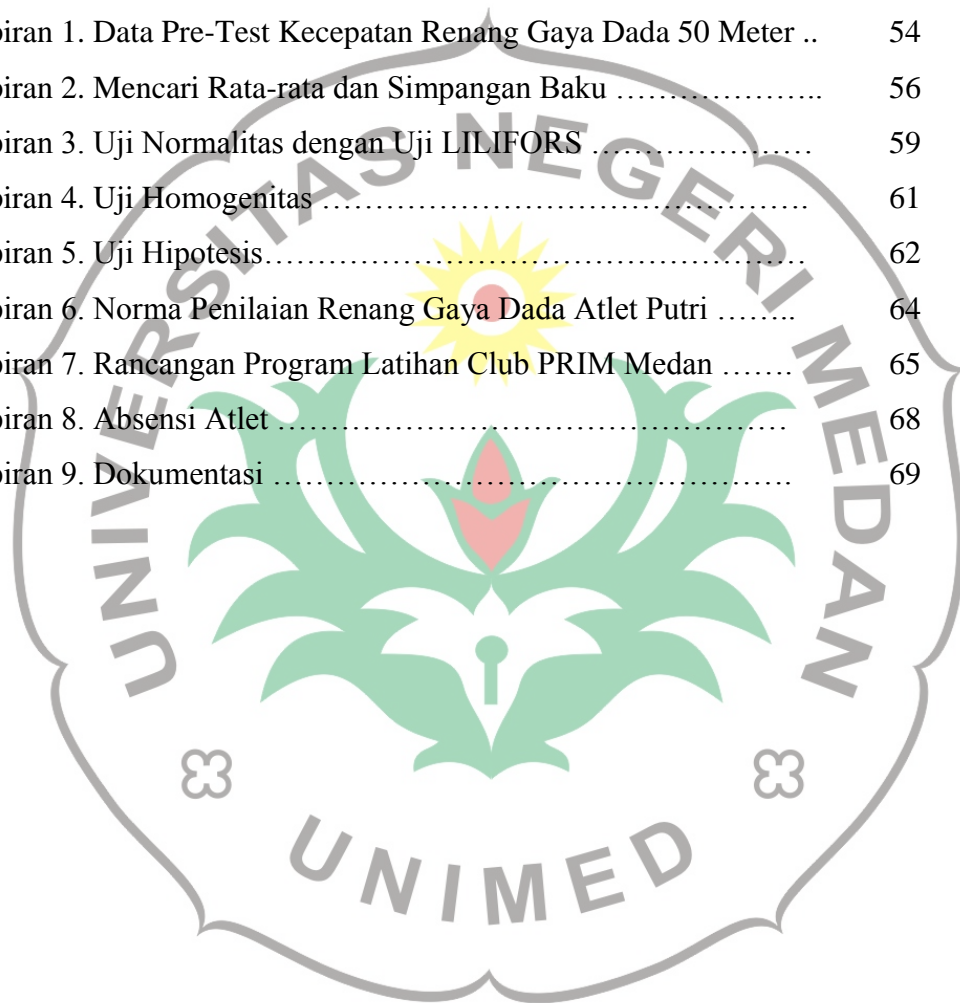 piran 1. Data Pre-Test Kecepatan Renang Gaya Dada 50 Meter .. 54
piran 2. Mencari Rata-rata dan Simpangan Baku ……………….. 56
piran 3. Uji Normalitas dengan Uji LILIFORS ………………… 59
piran 4. Uji Homogenitas ………………………………………. 61
piran 5. Uji Hipotesis…………………………………………… 62
piran 6. Norma Penilaian Renang Gaya Dada Atlet Putri …….. 64
piran 7. Rancangan Program Latihan Club PRIM Medan ……. 65
piran 8. Absensi Atlet ………………………………………… 68
piran 9. Dokumentasi ………………………………………… 69
UNIVERSITAS NEGERI MEDAN
UNIMED